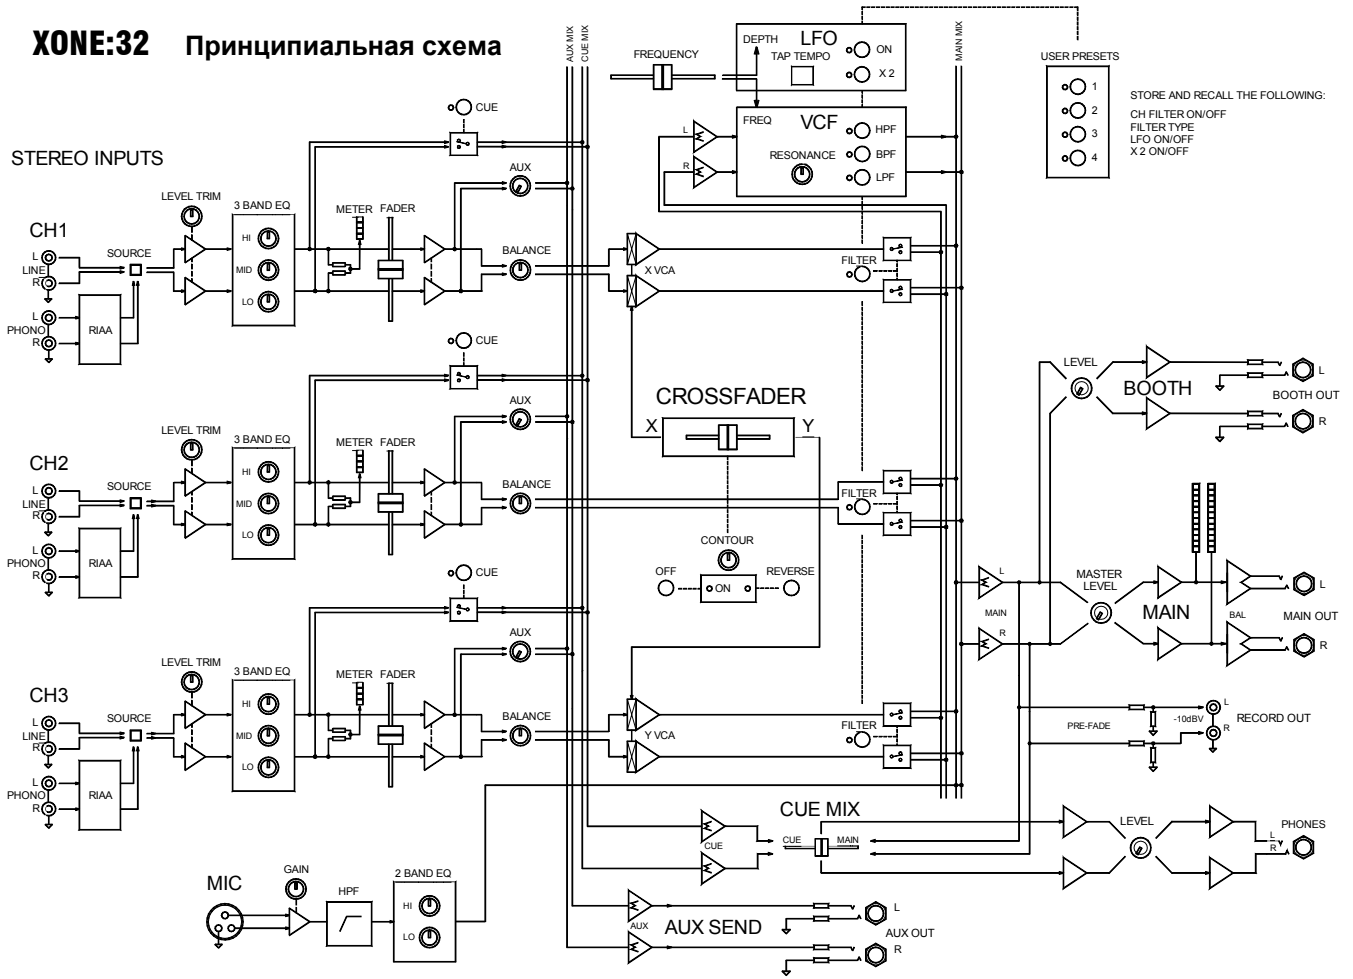 XONE:32 Принципиальная схема
AUX MIX
CUE MIX
MAIN MIX
FREQUENCY
DEPTH
LFO
TAP TEMPO
ON
X 2
USER PRESETS
1
2
3
4
STORE AND RECALL THE FOLLOWING:
CH FILTER ON/OFF
FILTER TYPE
LFO ON/OFF
X 2 ON/OFF
FREQ
VCF
RESONANCE
HPF
BPF
LPF
L
R
STEREO INPUTS
CUE
AUX
LEVEL TRIM
3 BAND EQ
METER
FADER
HI
MID
LO
BALANCE
CH1
L
LINE
R
SOURCE
L
PHONO
R
RIAA
X VCA
FILTER
CUE
AUX
LEVEL TRIM
3 BAND EQ
METER
FADER
HI
MID
LO
BALANCE
CH2
L
LINE
R
SOURCE
L
PHONO
R
RIAA
FILTER
CROSSFADER
X
Y
CONTOUR
OFF
ON
REVERSE
LEVEL
BOOTH
L
BOOTH OUT
R
MAIN
L
R
MASTER
LEVEL
MAIN
BAL
L
MAIN OUT
R
CUE
AUX
LEVEL TRIM
3 BAND EQ
METER
FADER
HI
MID
LO
BALANCE
CH3
L
LINE
R
SOURCE
L
PHONO
R
RIAA
Y VCA
FILTER
PRE-FADE
-10dBV
L
R
RECORD OUT
CUE MIX
CUE
CUE
MAIN
LEVEL
L
R
PHONES
MIC
GAIN
HPF
2 BAND EQ
HI
LO
AUX
AUX SEND
L
AUX OUT
R